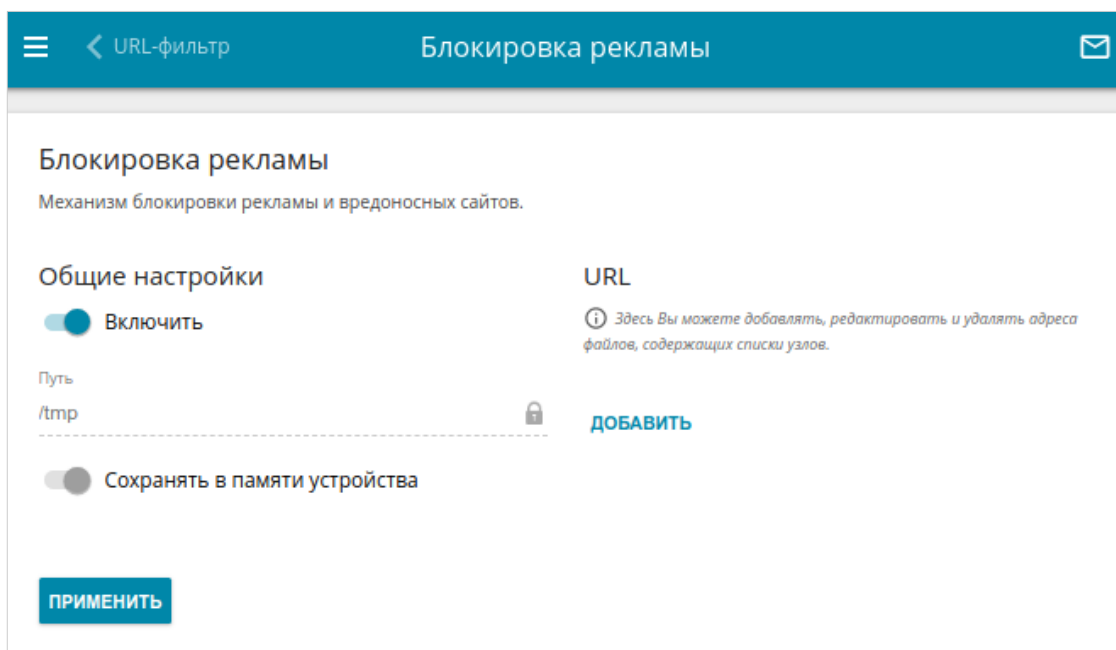 URL-фильтр
Блокировка рекламы
Блокировка рекламы
Механизм блокировки рекламы и вредоносных сайтов.
Общие настройки
Включить
Путь
/tmp
Сохранять в памяти устройства
ПРИМЕНИТЬ
URL
Здесь Вы можете добавлять, редактировать и удалять адреса
файлов, содержащих списки узлов.
ДОБАВИТЬ